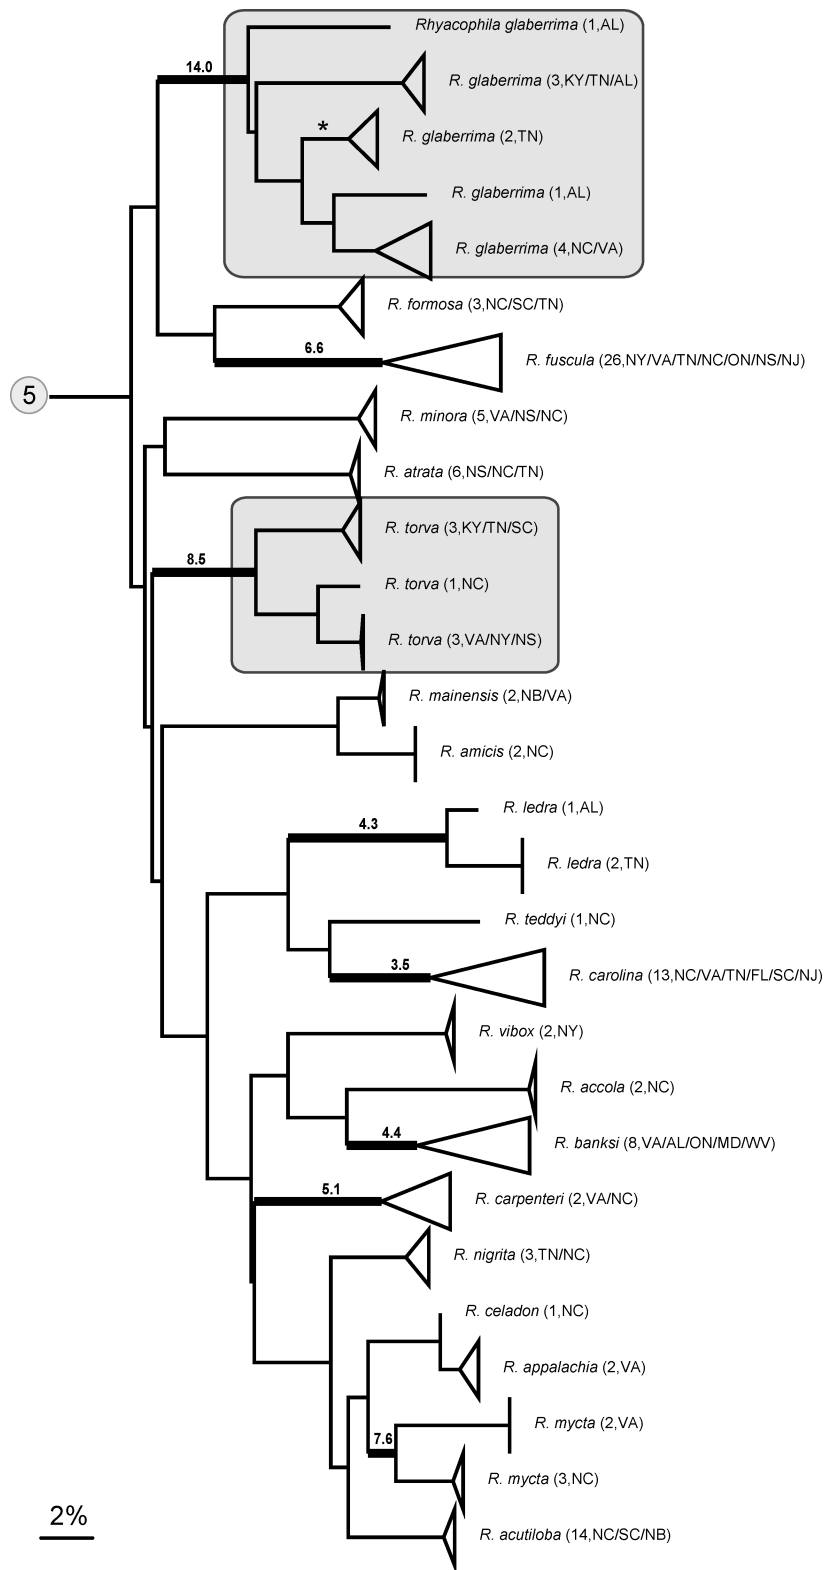 Rhyacophila glaberrima (1,AL)
14.0
R. glaberrima (3,KY/TN/AL)
*
R. glaberrima (2,TN)
R. glaberrima (1,AL)
R. glaberrima (4,NC/VA)
R. formosa (3,NC/SC/TN)
6.6
R. fuscula (26,NY/VA/TN/NC/ON/NS/NJ)
5
R. minora (5,VA/NS/NC)
R. atrata (6,NS/NC/TN)
R. torva (3,KY/TN/SC)
8.5
R. torva (1,NC)
R. torva (3,VA/NY/NS)
R. mainensis (2,NB/VA)
R. amicis (2,NC)
R. ledra (1,AL)
4.3
R. ledra (2,TN)
R. teddyi (1,NC)
3.5
R. carolina (13,NC/VA/TN/FL/SC/NJ)
R. vibox (2,NY)
R. accola (2,NC)
4.4
R. banksi (8,VA/AL/ON/MD/WV)
5.1
R. carpenteri (2,VA/NC)
R. nigrita (3,TN/NC)
R. celadon (1,NC)
R. appalachia (2,VA)
R. mycta (2,VA)
7.6
R. mycta (3,NC)
2%
R. acutiloba (14,NC/SC/NB)